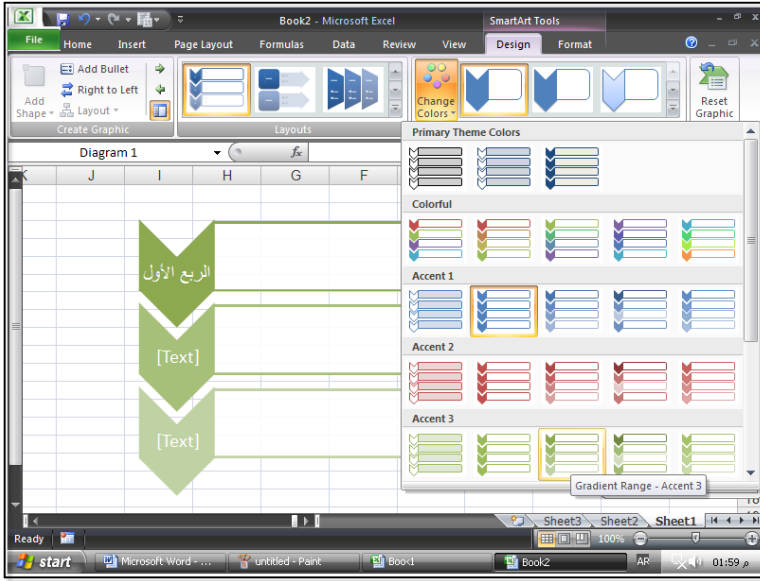 Book2 - Microsoft Excel
SmartArt Tools
File
Home
Insert
Page Layout
Formulas
Data
Review
View
Design
Format
Add Shape
Add Bullet
Right to Left
Layout
Create Graphic
Layouts
Change Colors
Reset Graphic
Diagram 1
fx
K
J
I
H
G
F
Primary Theme Colors
Colorful
Accent 1
Accent 2
Accent 3
Gradient Range - Accent 3
الربع الأول
[Text]
[Text]
Sheet3
Sheet2
Sheet1
Ready
100%
start
Microsoft Word - ...
untitled - Paint
Book1
Book2
AR
01:59 م